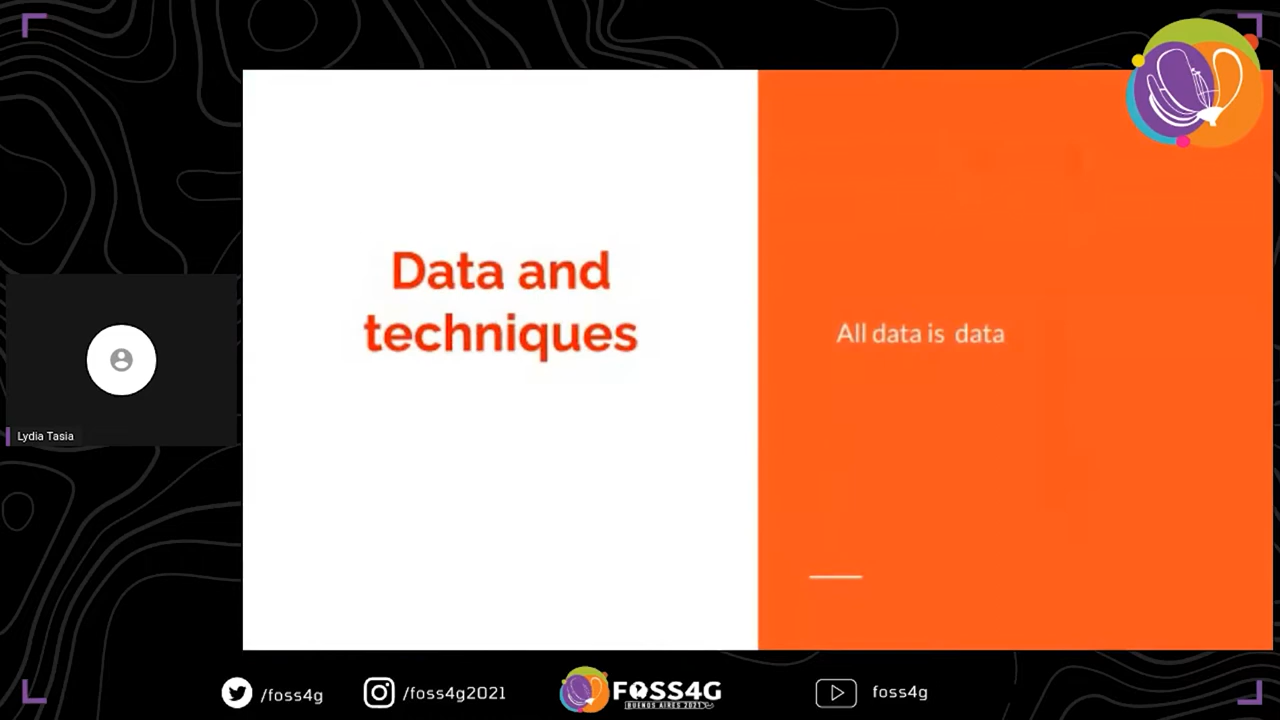 Data and
techniques
All data is data
Lydia Tasia
/foss4g
/foss4g2021
FOSS4G
BUENOS AIRES 2021
foss4g